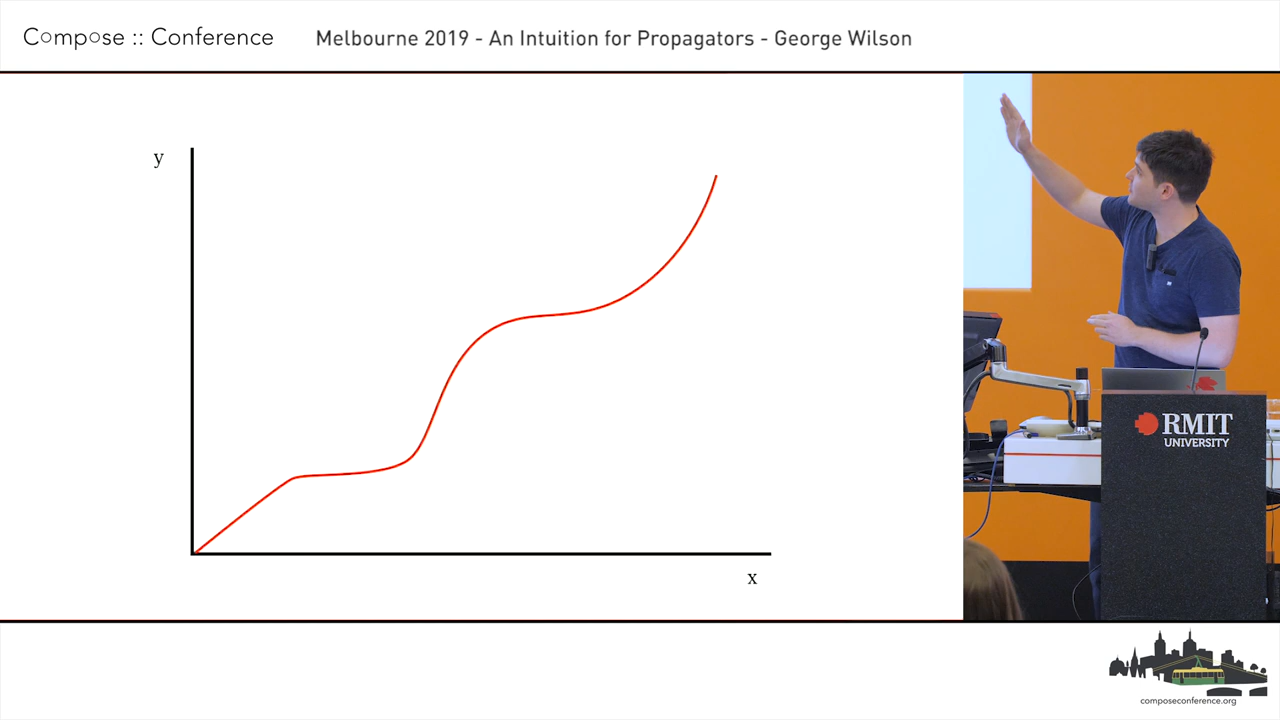 Compose :: Conference
Melbourne 2019 - An Intuition for Propagators - George Wilson
y
x
RMIT
UNIVERSITY
composeconference.org